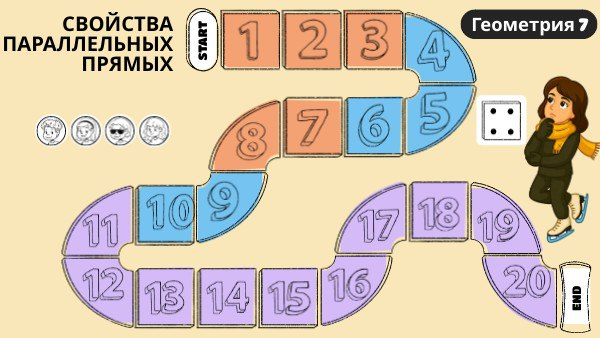 СВОЙСТВА
ПАРАЛЛЕЛЬНЫХ
ПРЯМЫХ
Геометрия 7
START
1 2 3 4
8 7 6 5
11 10 9
17 18 19
12 13 14 15 16 20
END